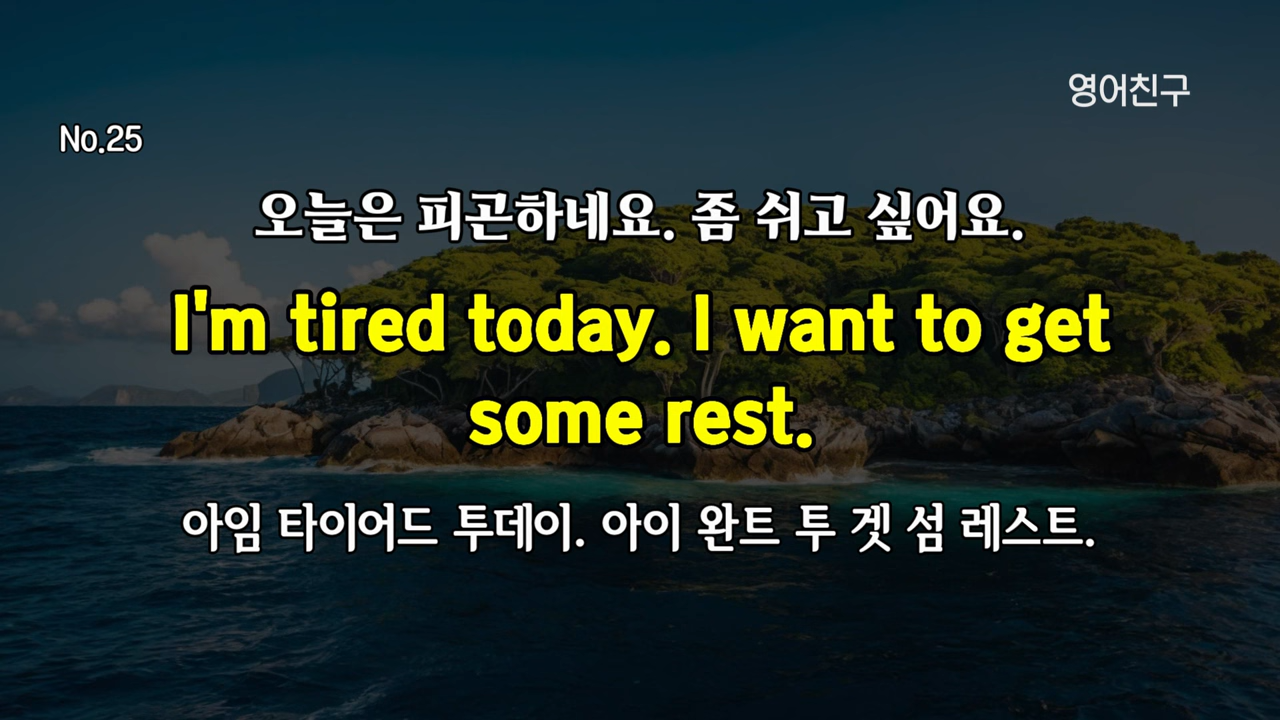 영어친구
No.25
오늘은 피곤하네요. 좀 쉬고 싶어요.
I'm tired today. I want to get
some rest.
아임 타이어드 투데이. 아이 완트 투 겟 섬 레스트.